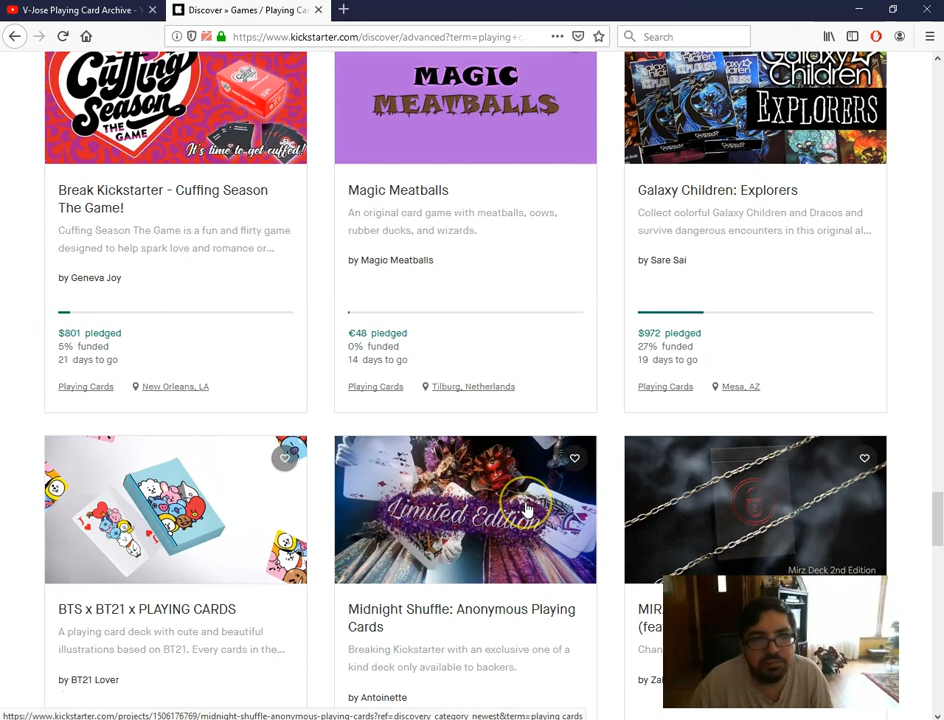 V-Jose Playing Card Archive -
Discover » Games / Playing Ca
https://www.kickstarter.com/discover/advanced?term=playing+c
Search
Cuffing
Season
THE GAME
It's time to get cuffed!
MAGIC
MEATBALLS
Galaxy
Children
EXPLORERS
Break Kickstarter - Cuffing Season
The Game!
Cuffing Season The Game is a fun and flirty game
designed to help spark love and romance or...
by Geneva Joy
$801 pledged
5% funded
21 days to go
Playing Cards
New Orleans, LA
Magic Meatballs
An original card game with meatballs, cows,
rubber ducks, and wizards.
by Magic Meatballs
€48 pledged
0% funded
14 days to go
Playing Cards
Tilburg, Netherlands
Galaxy Children: Explorers
Collect colorful Galaxy Children and Dracos and
survive dangerous encounters in this original al...
by Sare Sai
$972 pledged
27% funded
19 days to go
Playing Cards
Mesa, AZ
Limited Edition
Mirz Deck 2nd Edition
BTS x BT21 x PLAYING CARDS
A playing card deck with cute and beautiful
illustrations based on BT21. Every cards in the...
by BT21 Lover
Midnight Shuffle: Anonymous Playing
Cards
Breaking Kickstarter with an exclusive one of a
kind deck only available to backers.
by Antoinette
MIR
(fea
Chan
by Zal
https://www.kickstarter.com/projects/1506176769/midnight-shuffle-anonymous-playing-cards?ref=discovery_category_newest&term=playing cards